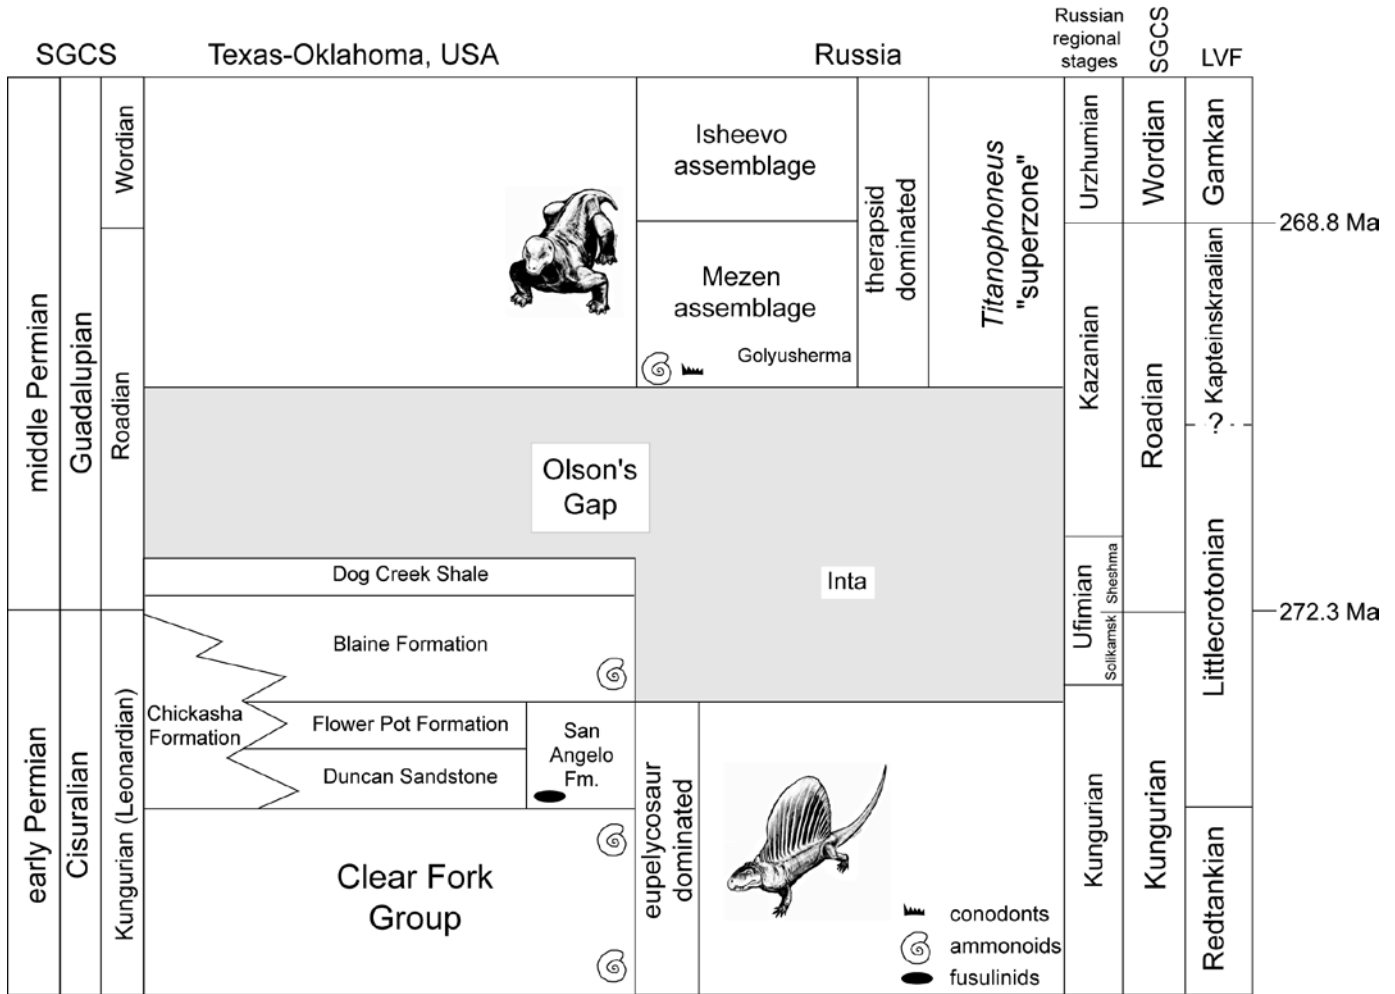 SGCS
Texas-Oklahoma, USA
Russia
Russian
regional
stages
SGCS
LVF
middle Permian
early Permian
Guadalupian
Cisuralian
Wordian
Roadian
Kungurian (Leonardian)
Isheevo
assemblage
Mezen
assemblage
Golyusherma
therapsid
dominated
Titanophoneus
"superzone"
Olson's
Gap
Inta
Dog Creek Shale
Blaine Formation
Chickasha
Formation
Flower Pot Formation
Duncan Sandstone
San
Angelo
Fm.
Clear Fork
Group
eupelycosaur
dominated
conodonts
ammonoids
fusulinids
Urzhumian
Kazanian
Ufimian
Sheshma
Solikamsk
Kungurian
Wordian
Roadian
Kungurian
Gamkan
Kapteinskraalian
?
Littlecrotonian
Redtankian
268.8 Ma
272.3 Ma